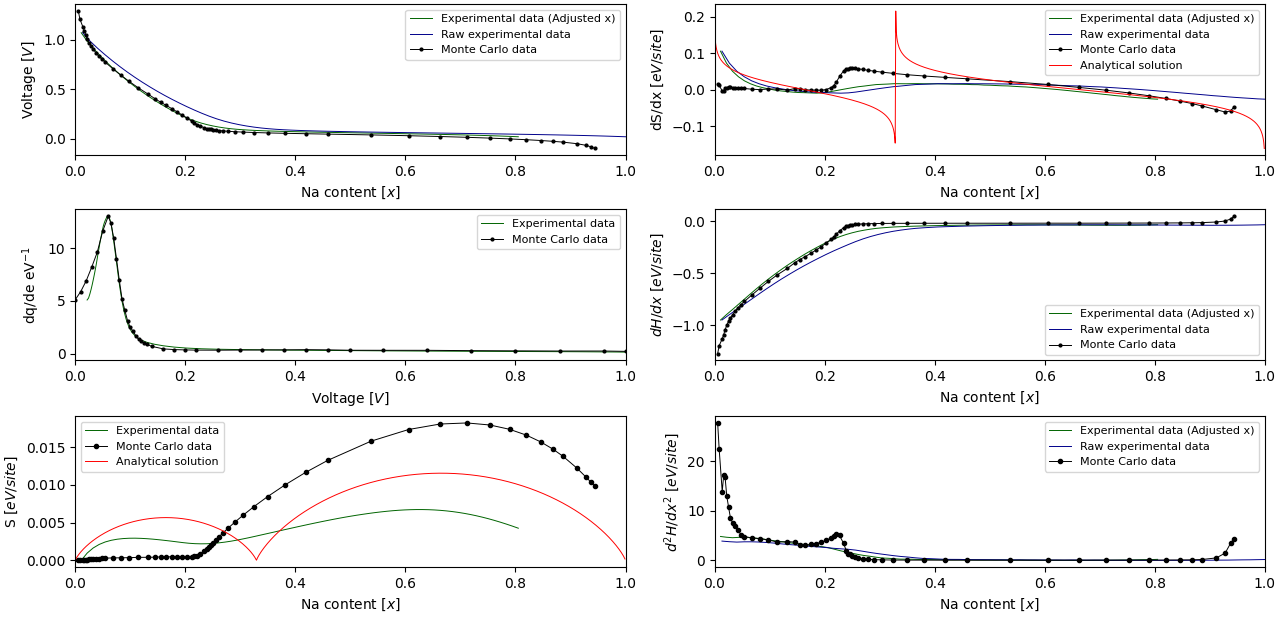 Voltage [V]
1.0
0.5
0.0
Experimental data (Adjusted x)
Raw experimental data
Monte Carlo data
0.0 0.2 0.4 0.6 0.8 1.0
Na content [x]
dS/dx [eV/site]
0.2
0.1
0.0
−0.1
Experimental data (Adjusted x)
Raw experimental data
Monte Carlo data
Analytical solution
0.0 0.2 0.4 0.6 0.8 1.0
Na content [x]
dq/de eV⁻¹
10
5
0
Experimental data
Monte Carlo data
0.0 0.2 0.4 0.6 0.8 1.0
Voltage [V]
dH/dx [eV/site]
0.0
−0.5
−1.0
Experimental data (Adjusted x)
Raw experimental data
Monte Carlo data
0.0 0.2 0.4 0.6 0.8 1.0
Na content [x]
S [eV/site]
0.015
0.010
0.005
0.000
Experimental data
Monte Carlo data
Analytical solution
0.0 0.2 0.4 0.6 0.8 1.0
Na content [x]
d²H/dx² [eV/site]
20
10
0
Experimental data (Adjusted x)
Raw experimental data
Monte Carlo data
0.0 0.2 0.4 0.6 0.8 1.0
Na content [x]